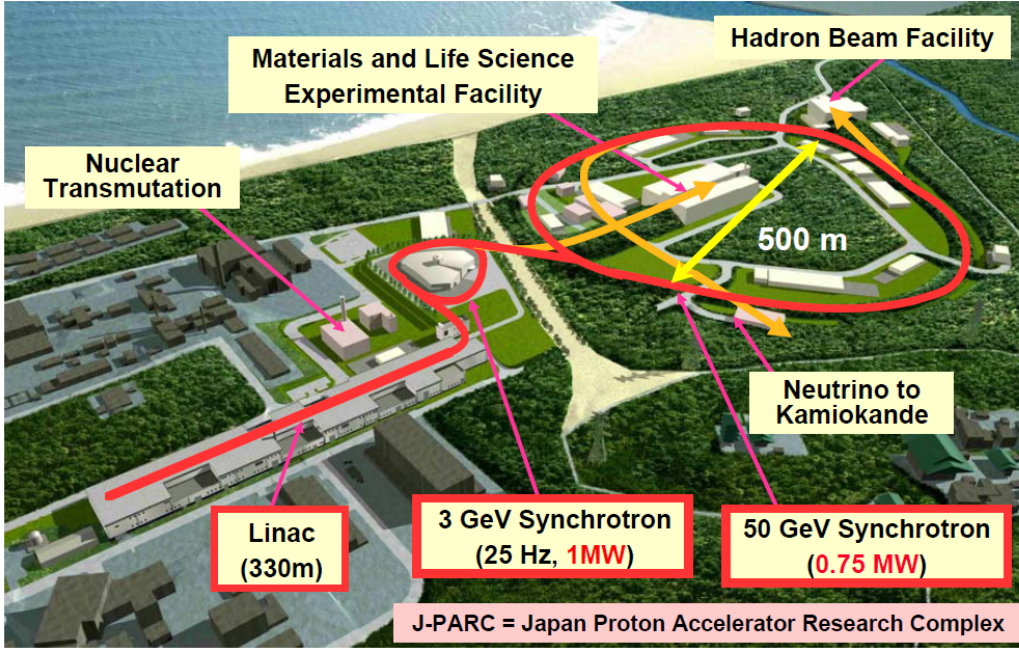 Hadron Beam Facility
Materials and Life Science
Experimental Facility
Nuclear
Transmutation
500 m
Neutrino to
Kamiokande
Linac
(330m)
3 GeV Synchrotron
(25 Hz, 1MW)
50 GeV Synchrotron
(0.75 MW)
J-PARC = Japan Proton Accelerator Research Complex